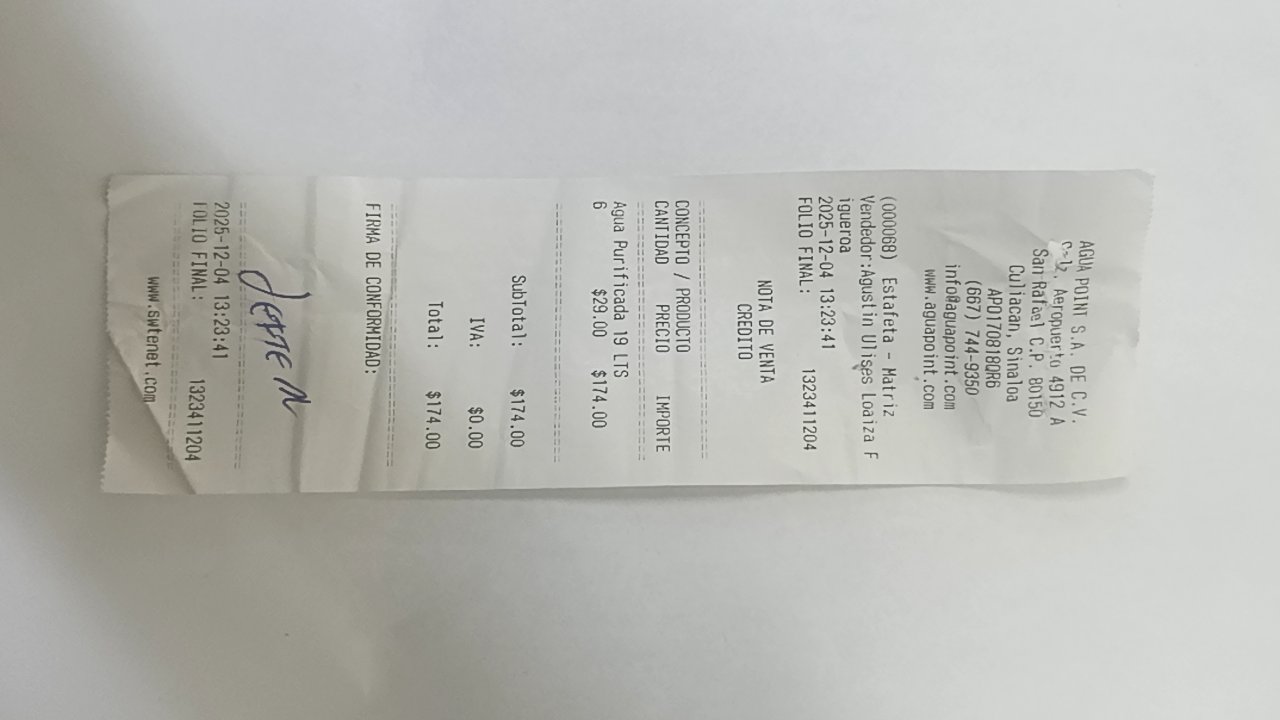 AGUA POINT S.A. DE C.V.
Aeropuerto 4912 A
San Rafael C.P. 80150
Culiacan, Sinaloa
APO170818QR6
(667) 744-9350
info@aguapoint.com
www.aguapoint.com
(000068) Estafeta - Matriz
Vendedor:Agustin Ulises Loaiza F
igueroa
2025-12-04 13:23:41
FOLIO FINAL: 1323411204
NOTA DE VENTA
CREDITO
CONCEPTO / PRODUCTO
CANTIDAD PRECIO IMPORTE
Agua Purificada 19 LTS
6 $29.00 $174.00
SubTotal: $174.00
IVA: $0.00
Total: $174.00
FIRMA DE CONFORMIDAD:
2025-12-04 13:23:41
FOLIO FINAL: 1323411204
www.swtenet.com